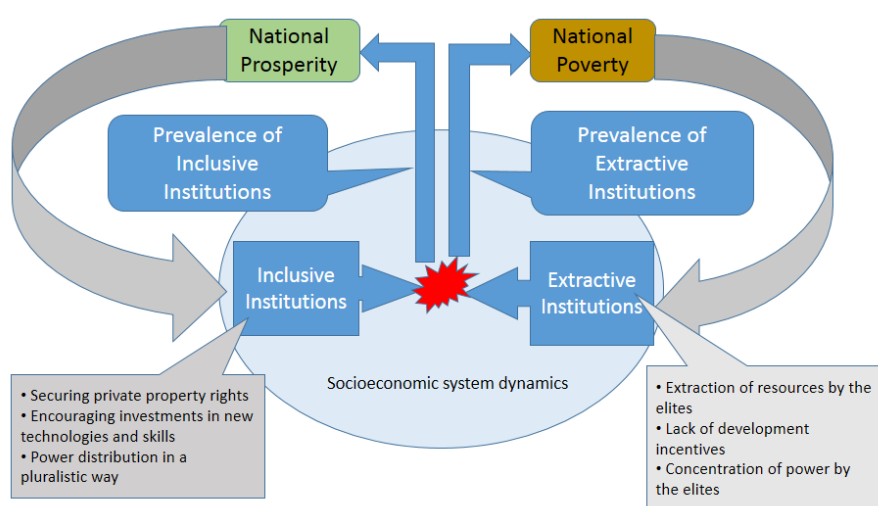 National
Prosperity
National
Poverty
Prevalence of
Inclusive
Institutions
Prevalence of
Extractive
Institutions
Inclusive
Institutions
Extractive
Institutions
Socioeconomic system dynamics
• Securing private property rights
• Encouraging investments in new
technologies and skills
• Power distribution in a
pluralistic way
• Extraction of resources by the
elites
• Lack of development
incentives
• Concentration of power by
the elites